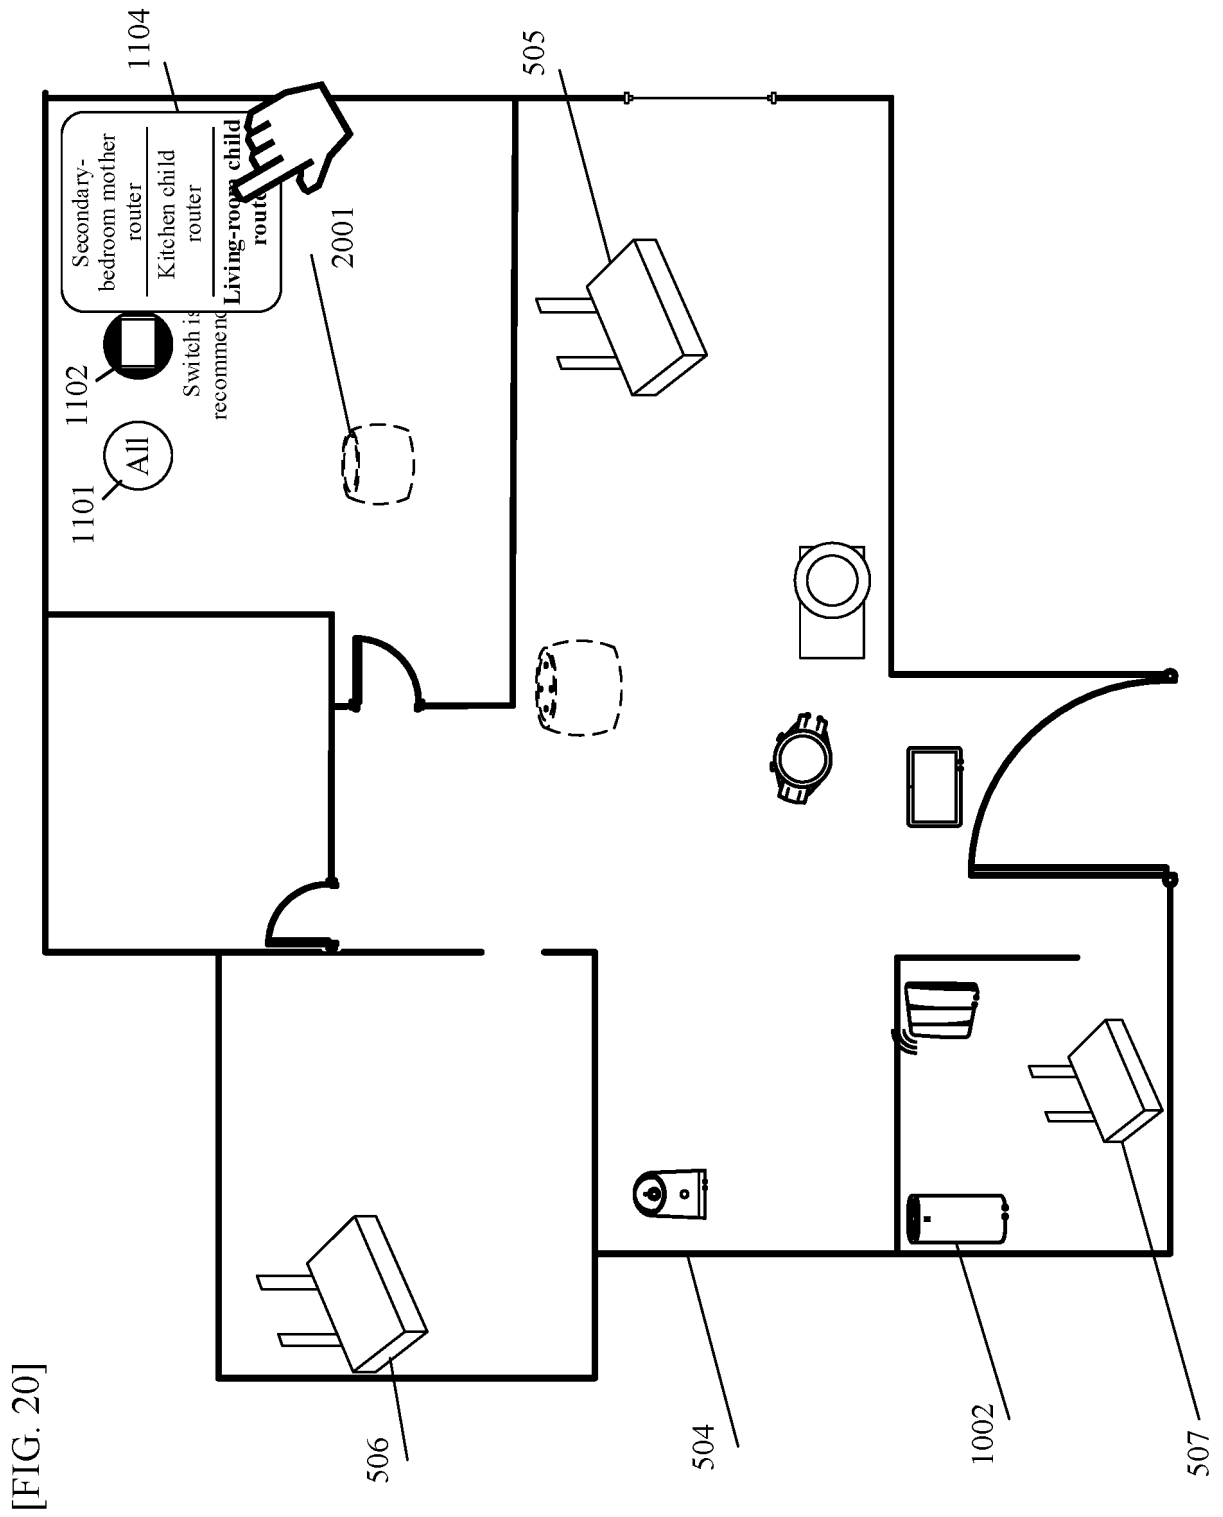 [FIG. 20]
1104
505
Secondary-
bedroom mother
router
Kitchen child
router
Living-room child
2001
1102
Switch is
1101
All
506
504
1002
507